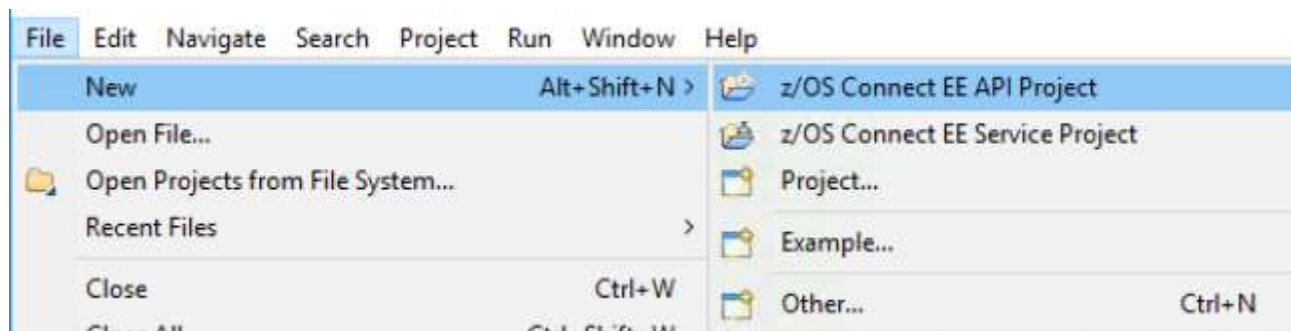 File Edit Navigate Search Project Run Window Help
New Alt+Shift+N >
Open File...
Open Projects from File System...
Recent Files >
Close Ctrl+W
z/OS Connect EE API Project
z/OS Connect EE Service Project
Project...
Example...
Other... Ctrl+N